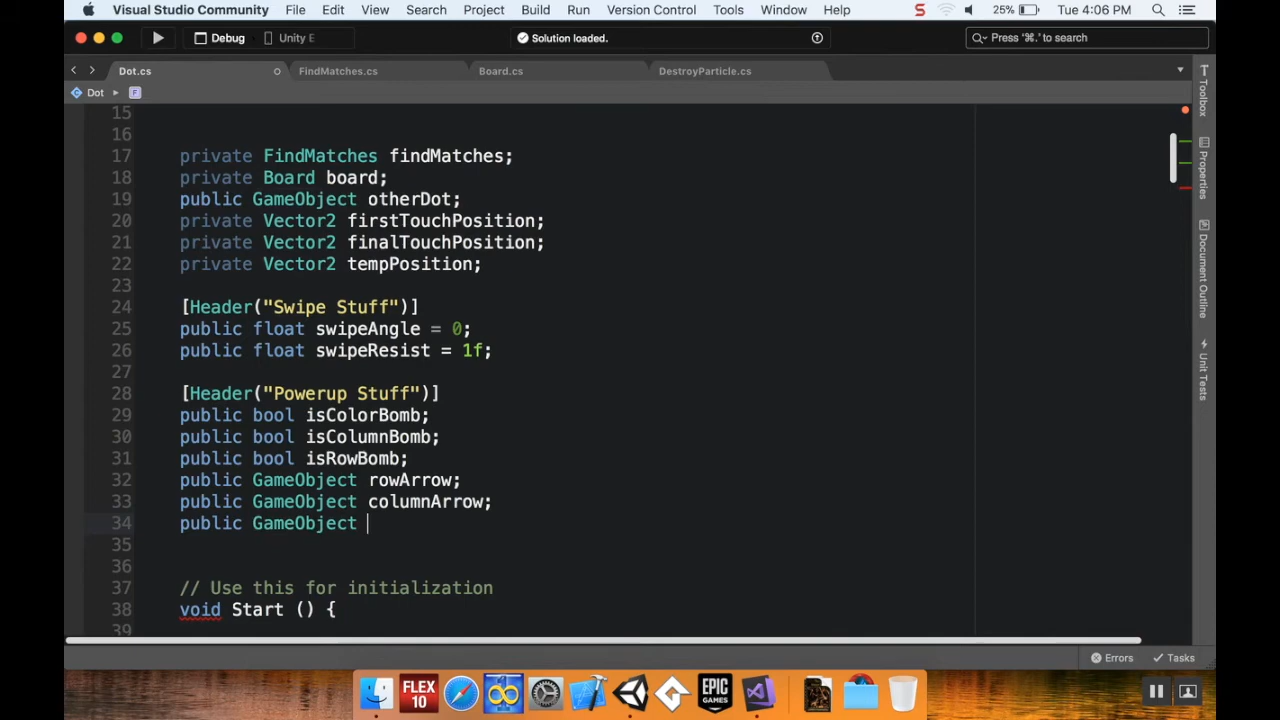 Visual Studio Community File Edit View Search Project Build Run Version Control Tools Window Help S 25% Tue 4:06 PM
Debug Unity E Solution loaded. Press '⌘.' to search
Dot.cs FindMatches.cs Board.cs DestroyParticle.cs
Dot F
15
16
17 private FindMatches findMatches;
18 private Board board;
19 public GameObject otherDot;
20 private Vector2 firstTouchPosition;
21 private Vector2 finalTouchPosition;
22 private Vector2 tempPosition;
23
24 [Header("Swipe Stuff")]
25 public float swipeAngle = 0;
26 public float swipeResist = 1f;
27
28 [Header("Powerup Stuff")]
29 public bool isColorBomb;
30 public bool isColumnBomb;
31 public bool isRowBomb;
32 public GameObject rowArrow;
33 public GameObject columnArrow;
34 public GameObject
35
36
37 // Use this for initialization
38 void Start () {
39
Toolbox
Properties
Document Outline
Unit Tests
Errors Tasks
FLEX 10
EPIC GAMES